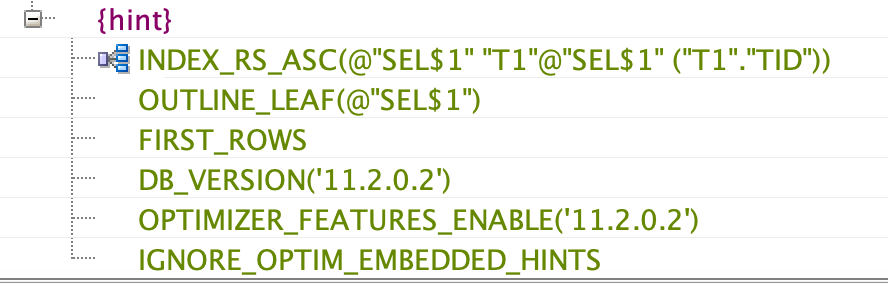 {hint}
INDEX_RS_ASC(@"SEL$1" "T1"@"SEL$1" ("T1"."TID"))
OUTLINE_LEAF(@"SEL$1")
FIRST_ROWS
DB_VERSION('11.2.0.2')
OPTIMIZER_FEATURES_ENABLE('11.2.0.2')
IGNORE_OPTIM_EMBEDDED_HINTS